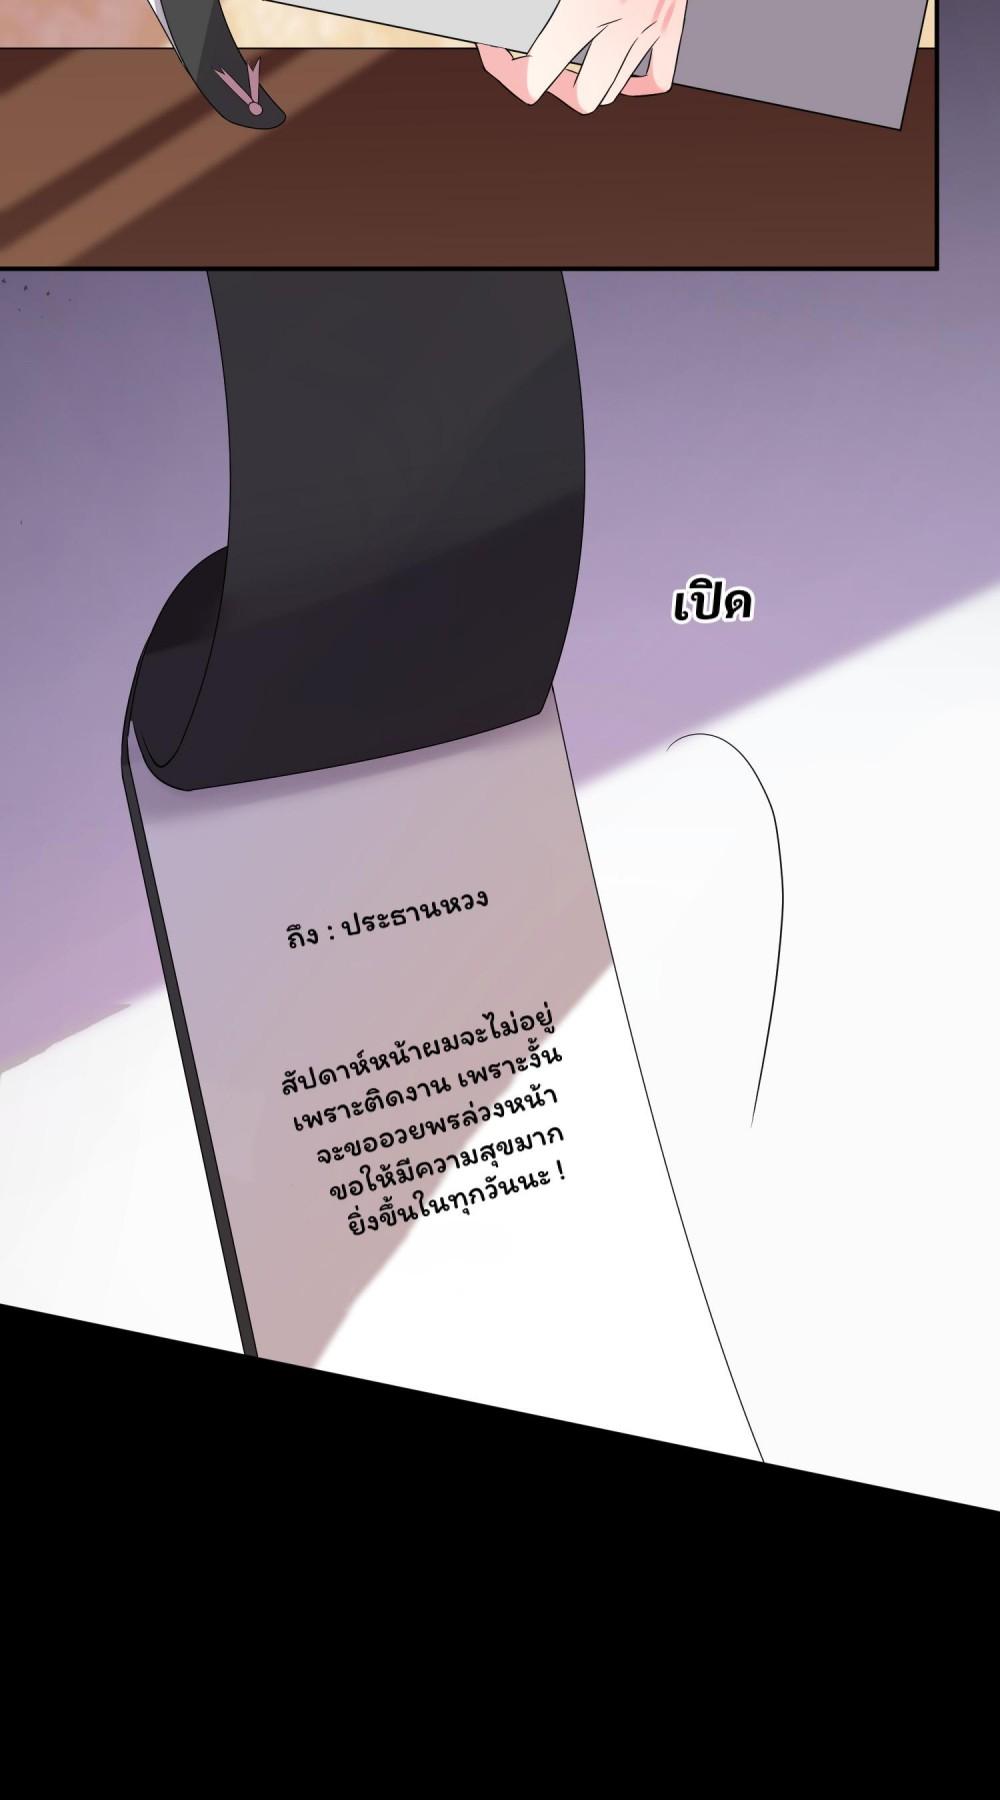 เปิด
ถึง : ประธานหวง
สัปดาห์หน้าผมจะไม่อยู่
เพราะติดงาน เพราะงั้น
จะขออวยพรล่วงหน้า
ขอให้มีความสุขมาก
ยิ่งขึ้นในทุกวันนะ !